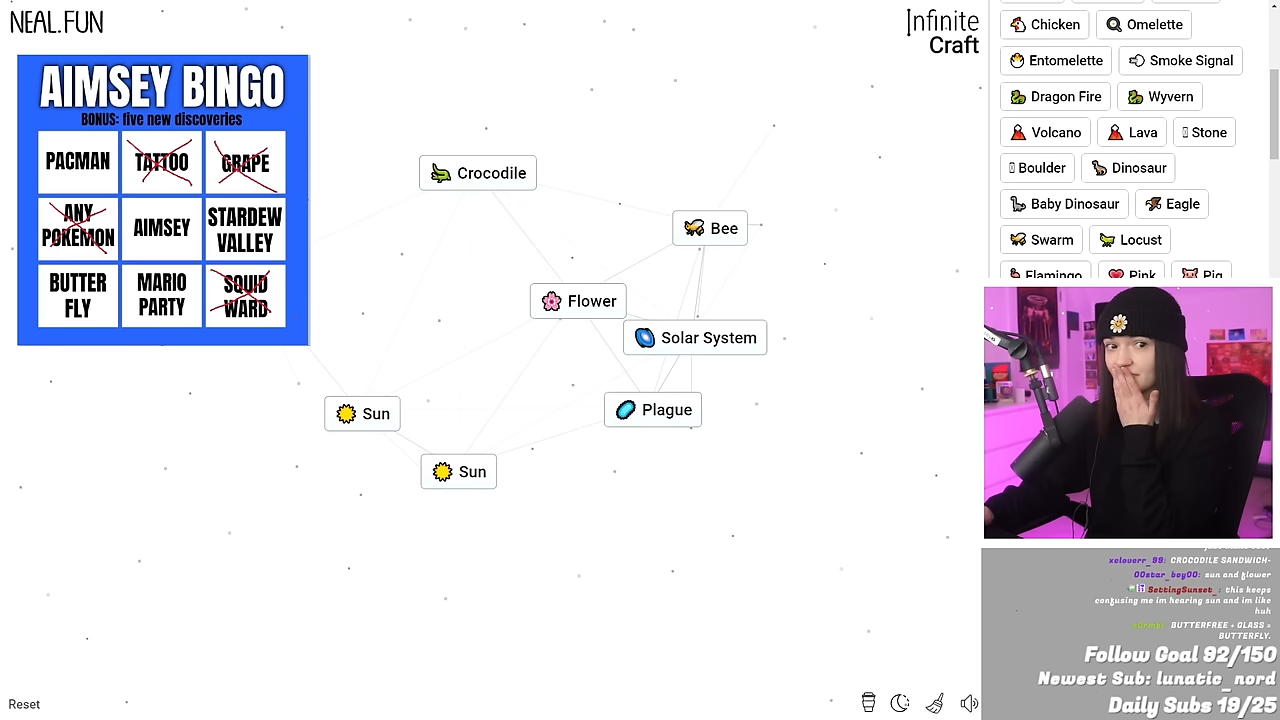 NEAL.FUN
Infinite
Craft
AIMSEY BINGO
BONUS: five new discoveries
PACMAN
TATTOO
GRAPE
ANY
POKEMON
AIMSEY
STARDEW
VALLEY
BUTTER
FLY
MARIO
PARTY
SQUID
WARD
Crocodile
Bee
Flower
Solar System
Sun
Plague
Sun
Chicken
Omelette
Entomelette
Smoke Signal
Dragon Fire
Wyvern
Volcano
Lava
Stone
Boulder
Dinosaur
Baby Dinosaur
Eagle
Swarm
Locust
Flamingo
Pink
Pig
xeloverr_99: CROCODILE SANDWICH-
00star_boy00: sun and flower
SettingSunset_: this keeps
confusing me im hearing sun and im like
huh
BUTTERFREE + GLASS =
BUTTERFLY.
Follow Goal 92/150
Newest Sub: lunatic_nord
Daily Subs 19/25
Reset